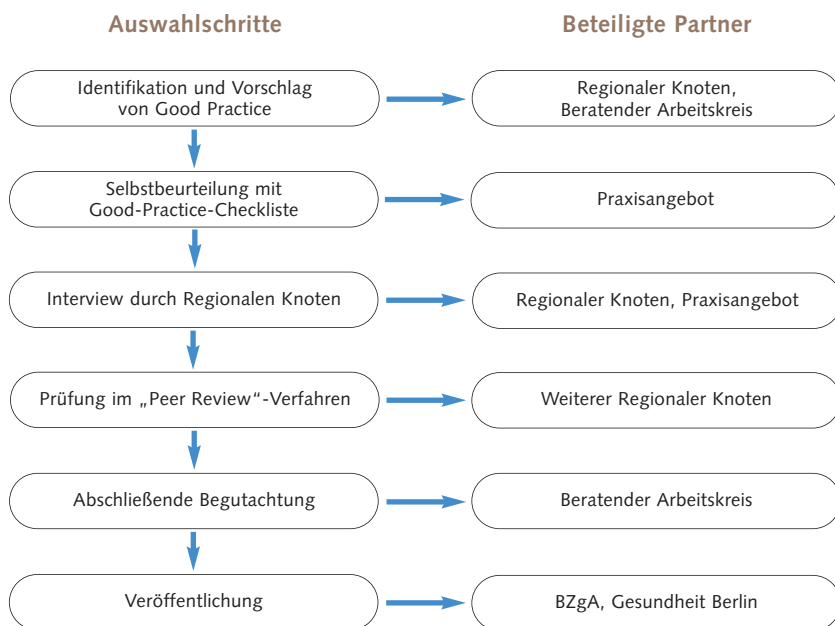 Auswahlschritte
Beteiligte Partner
Identifikation und Vorschlag
von Good Practice
Regionaler Knoten,
Beratender Arbeitskreis
Selbstbeurteilung mit
Good-Practice-Checkliste
Praxisangebot
Interview durch Regionalen Knoten
Regionaler Knoten, Praxisangebot
Prüfung im „Peer Review“-Verfahren
Weiterer Regionaler Knoten
Abschließende Begutachtung
Beratender Arbeitskreis
Veröffentlichung
BZgA, Gesundheit Berlin